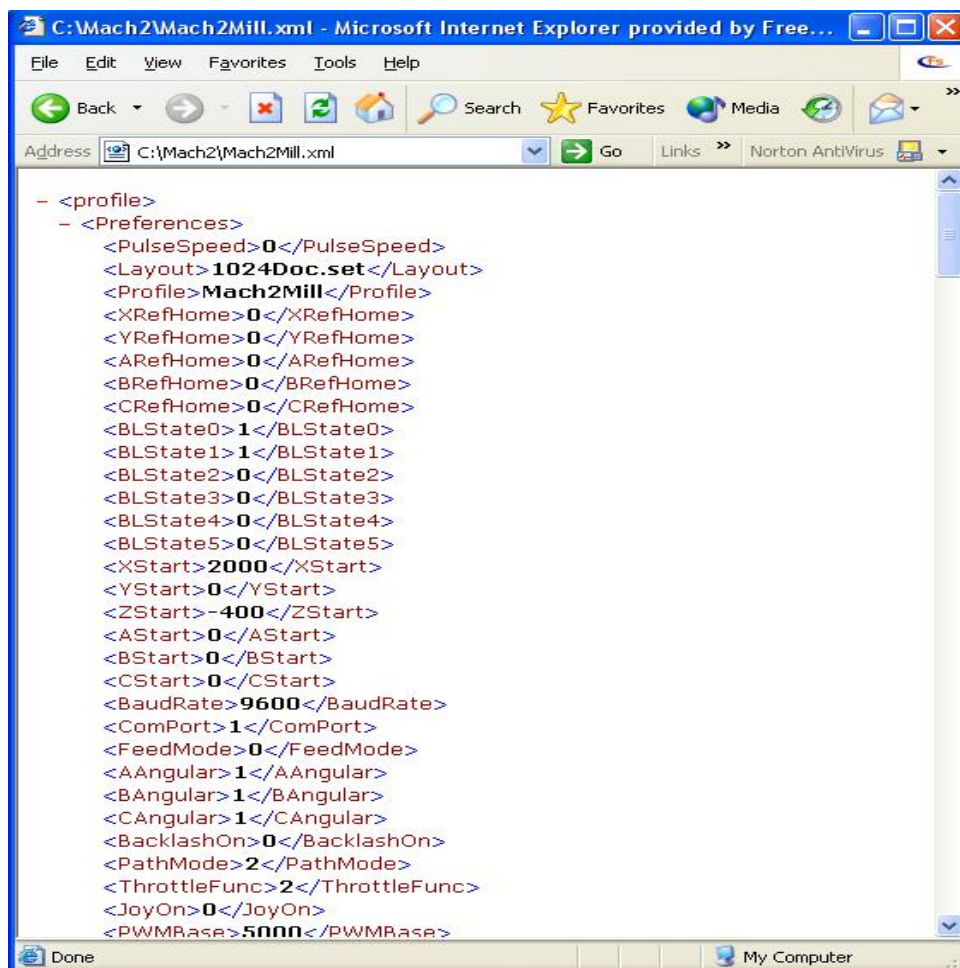 C:\Mach2\Mach2Mill.xml - Microsoft Internet Explorer provided by Free...
File Edit View Favorites Tools Help
Back Search Favorites Media
Address C:\Mach2\Mach2Mill.xml Go Links » Norton AntiVirus
- <profile>
- <Preferences>
<PulseSpeed>0</PulseSpeed>
<Layout>1024Doc.set</Layout>
<Profile>Mach2Mill</Profile>
<XRefHome>0</XRefHome>
<YRefHome>0</YRefHome>
<ARefHome>0</ARefHome>
<BRefHome>0</BRefHome>
<CRefHome>0</CRefHome>
<BLState0>1</BLState0>
<BLState1>1</BLState1>
<BLState2>0</BLState2>
<BLState3>0</BLState3>
<BLState4>0</BLState4>
<BLState5>0</BLState5>
<XStart>2000</XStart>
<YStart>0</YStart>
<ZStart>-400</ZStart>
<AStart>0</AStart>
<BStart>0</BStart>
<CStart>0</CStart>
<BaudRate>9600</BaudRate>
<ComPort>1</ComPort>
<FeedMode>0</FeedMode>
<AAngular>1</AAngular>
<BAngular>1</BAngular>
<CAngular>1</CAngular>
<BacklashOn>0</BacklashOn>
<PathMode>2</PathMode>
<ThrottleFunc>2</ThrottleFunc>
<JoyOn>0</JoyOn>
<PWMBase>5000</PWMBase>
Done My Computer